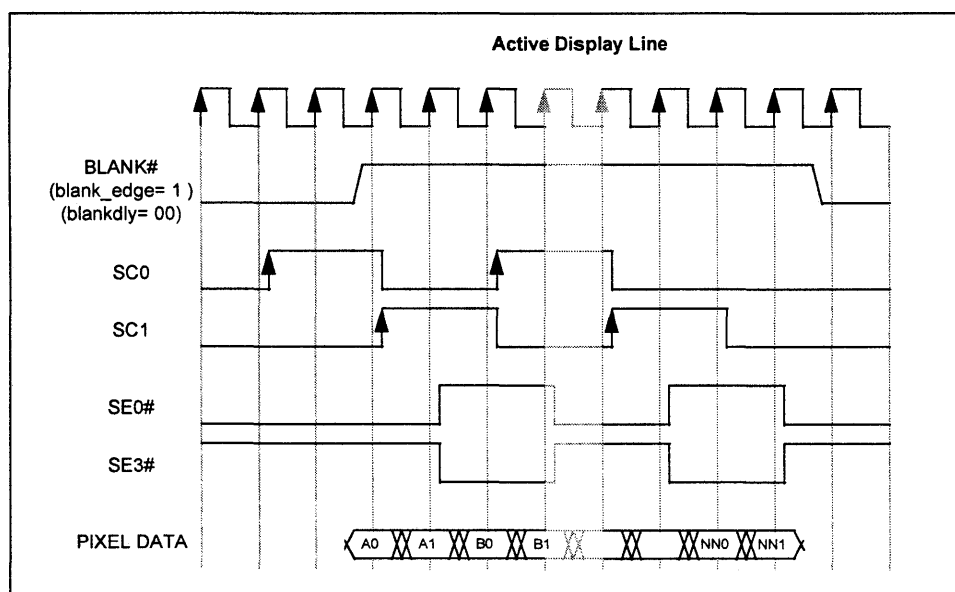 Active Display Line
BLANK#
(blank_edge= 1 )
(blankdly= 00)
SC0
SC1
SE0#
SE3#
PIXEL DATA
A0 A1 B0 B1 NN0 NN1